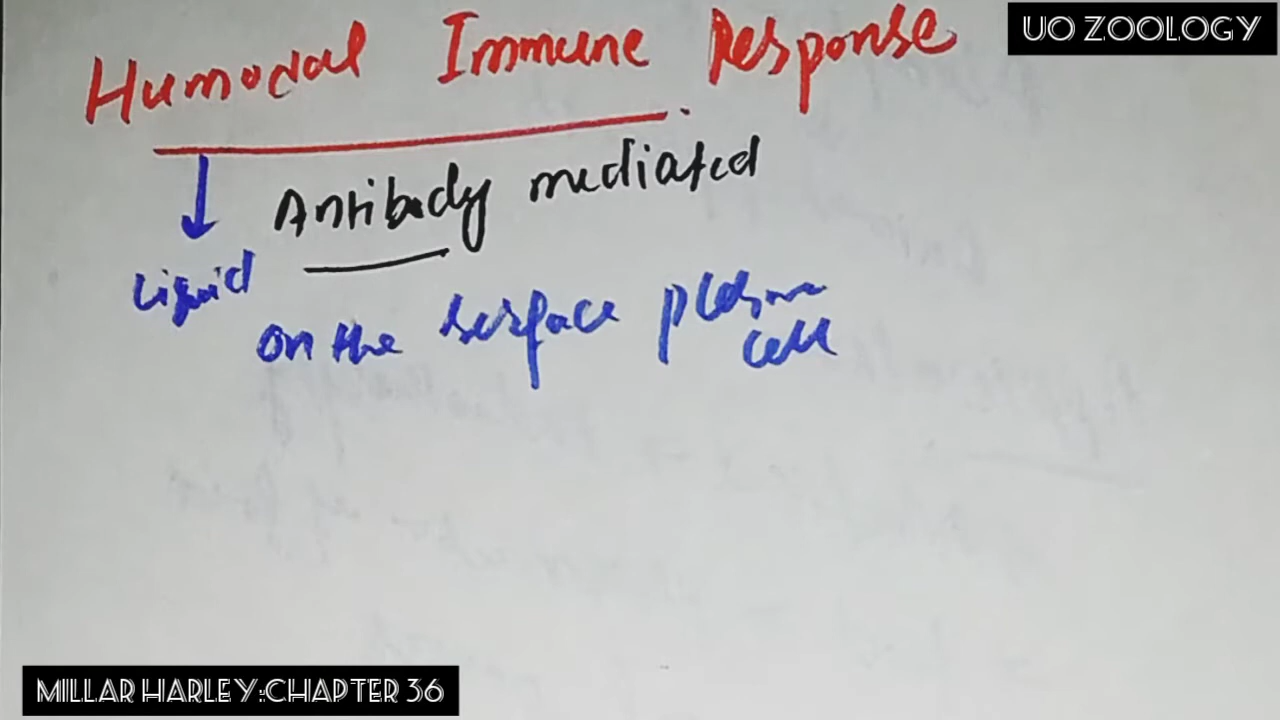 UO ZOOLOGY
Humoral Immune Response
Antibody mediated
Liquid
on the surface plasma
cell
MILLAR HARLEY:CHAPTER 36